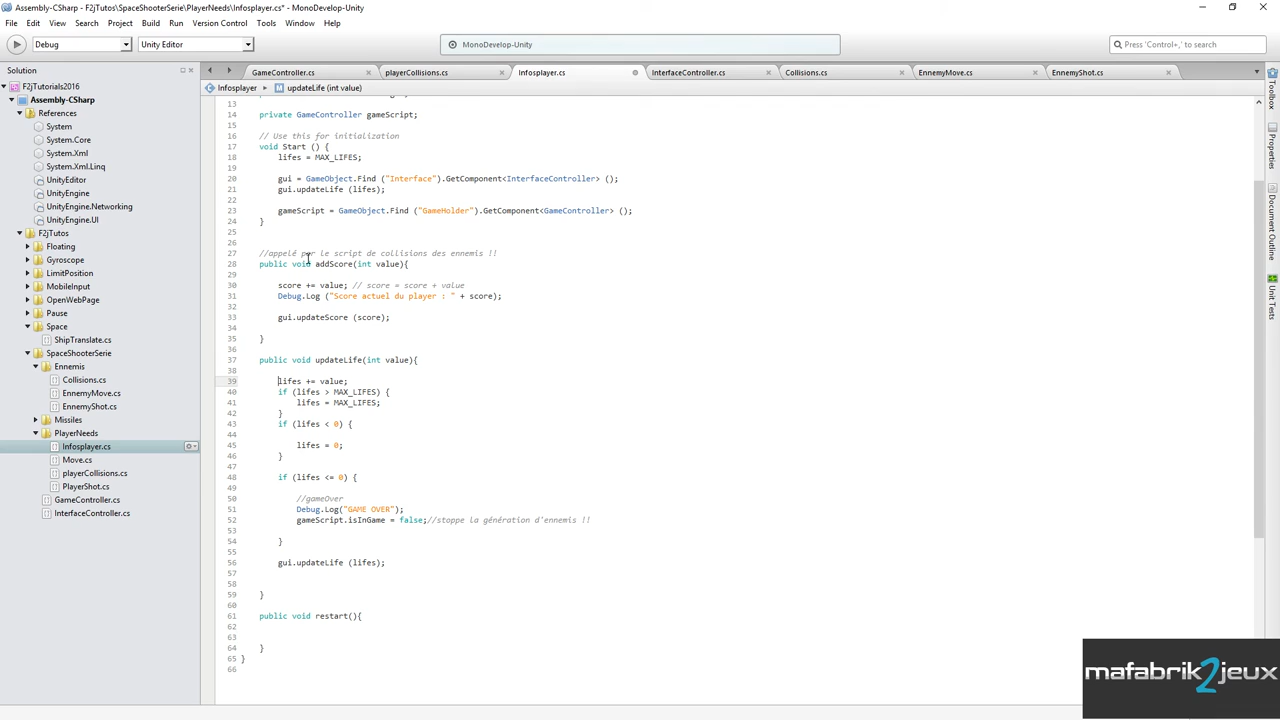 Assembly-CSharp - F2jTutos\SpaceShooterSerie\PlayerNeeds\Infosplayer.cs* - MonoDevelop-Unity
File Edit View Search Project Build Run Version Control Tools Window Help
Debug Unity Editor MonoDevelop-Unity Press 'Control+,' to search
Solution
GameController.cs playerCollisions.cs Infosplayer.cs InterfaceController.cs Collisions.cs EnnemyMove.cs EnnemyShot.cs
Infosplayer updateLife (int value)
F2jTutorials2016
Assembly-CSharp
References
System
System.Core
System.Xml
System.Xml.Linq
UnityEditor
UnityEngine
UnityEngine.Networking
UnityEngine.UI
F2jTutos
Floating
Gyroscope
LimitPosition
MobileInput
OpenWebPage
Pause
Space
ShipTranslate.cs
SpaceShooterSerie
Ennemis
Collisions.cs
EnnemyMove.cs
EnnemyShot.cs
Missiles
PlayerNeeds
Infosplayer.cs
Move.cs
playerCollisions.cs
PlayerShot.cs
GameController.cs
InterfaceController.cs
13
14 private GameController gameScript;
15
16 // Use this for initialization
17 void Start () {
18 lifes = MAX_LIFES;
19
20 gui = GameObject.Find ("Interface").GetComponent<InterfaceController> ();
21 gui.updateLife (lifes);
22
23 gameScript = GameObject.Find ("GameHolder").GetComponent<GameController> ();
24 }
25
26
27 //appelé par le script de collisions des ennemis !!
28 public void addScore(int value){
29
30 score += value; // score = score + value
31 Debug.Log ("Score actuel du player : " + score);
32
33 gui.updateScore (score);
34
35 }
36
37 public void updateLife(int value){
38
39 lifes += value;
40 if (lifes > MAX_LIFES) {
41 lifes = MAX_LIFES;
42 }
43 if (lifes < 0) {
44
45 lifes = 0;
46 }
47
48 if (lifes <= 0) {
49
50 //gameOver
51 Debug.Log("GAME OVER");
52 gameScript.isInGame = false;//stoppe la génération d'ennemis !!
53
54 }
55
56 gui.updateLife (lifes);
57
58
59 }
60
61 public void restart(){
62
63
64 }
65 }
66
Toolbox
Properties
Document Outline
Unit Tests
mafabrik2jeux